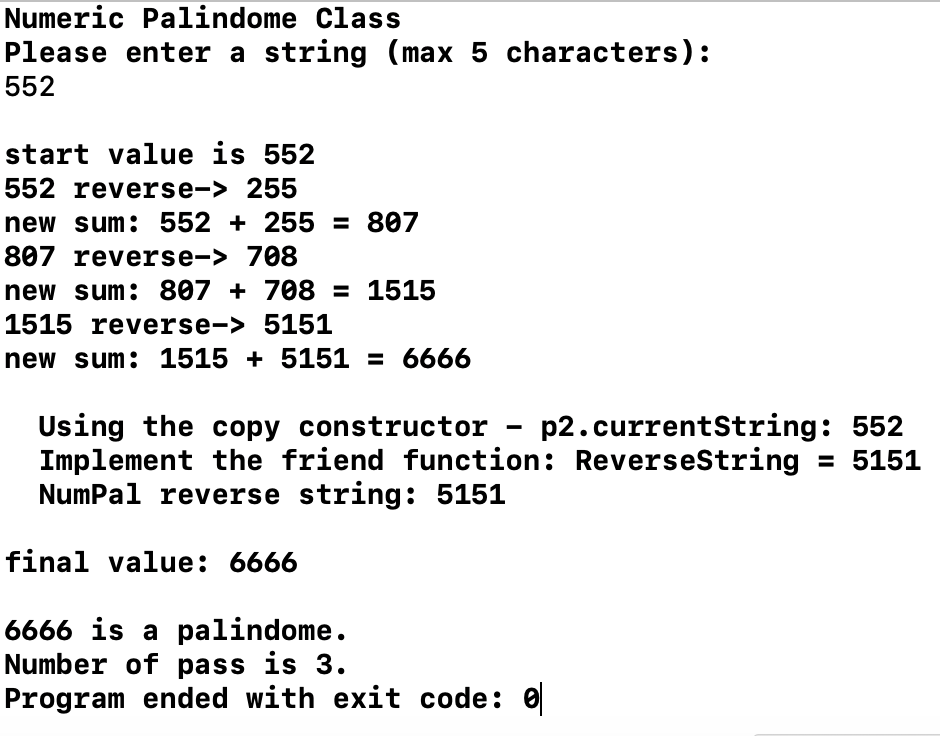 Numeric Palindome Class
Please enter a string (max 5 characters):
552
start value is 552
552 reverse-> 255
new sum: 552 + 255 = 807
807 reverse-> 708
new sum: 807 + 708 = 1515
1515 reverse-> 5151
new sum: 1515 + 5151 = 6666
Using the copy constructor - p2.currentString: 552
Implement the friend function: ReverseString = 5151
NumPal reverse string: 5151
final value: 6666
6666 is a palindome.
Number of pass is 3.
Program ended with exit code: 0